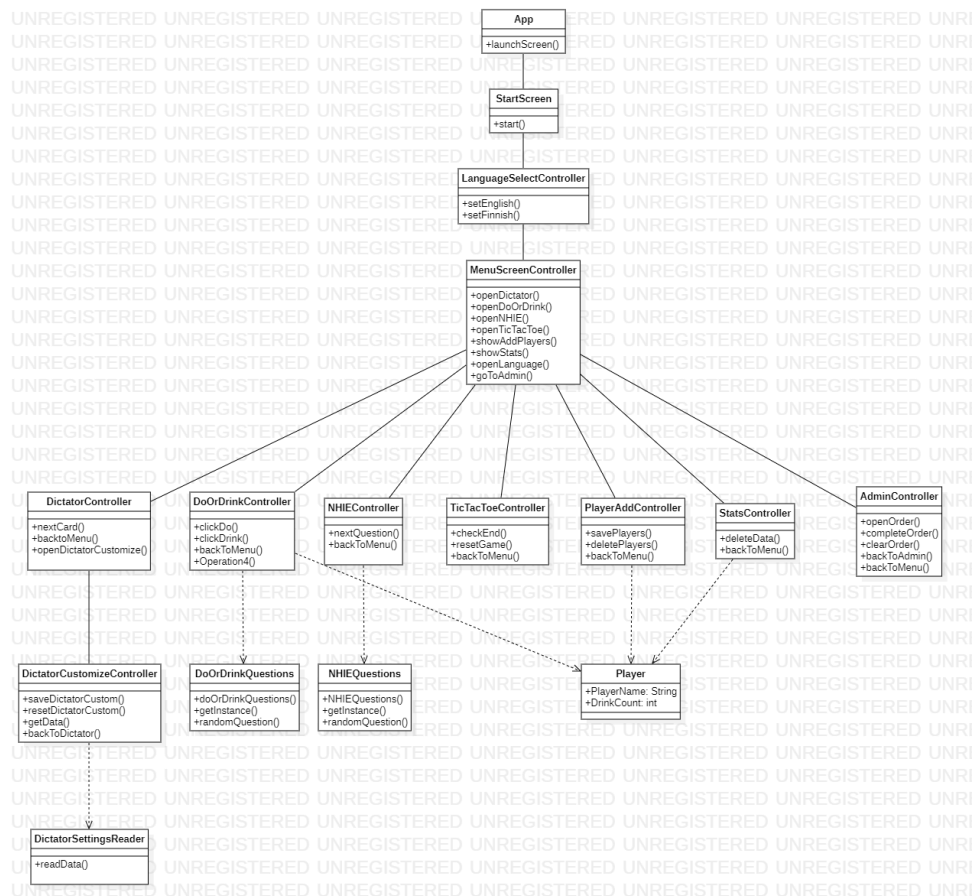 App
+launchScreen()
StartScreen
+start()
LanguageSelectController
+setEnglish()
+setFinnish()
MenuScreenController
+openDictator()
+openDoOrDrink()
+openNHIE()
+openTicTacToe()
+showAddPlayers()
+showStats()
+openLanguage()
+goToAdmin()
DictatorController
+nextCard()
+backtoMenu()
+openDictatorCustomize()
DoOrDrinkController
+clickDo()
+clickDrink()
+backToMenu()
+Operation4()
NHIEController
+nextQuestion()
+backToMenu()
TicTacToeController
+checkEnd()
+resetGame()
+backToMenu()
PlayerAddController
+savePlayers()
+deletePlayers()
+backToMenu()
StatsController
+deleteData()
+backToMenu()
AdminController
+openOrder()
+completeOrder()
+clearOrder()
+backToAdmin()
+backToMenu()
DictatorCustomizeController
+saveDictatorCustom()
+resetDictatorCustom()
+getData()
+backToDictator()
DoOrDrinkQuestions
+doOrDrinkQuestions()
+getInstance()
+randomQuestion()
NHIEQuestions
+NHIEQuestions()
+getInstance()
+randomQuestion()
Player
+PlayerName: String
+DrinkCount: int
DictatorSettingsReader
+readData()
UNREGISTERED